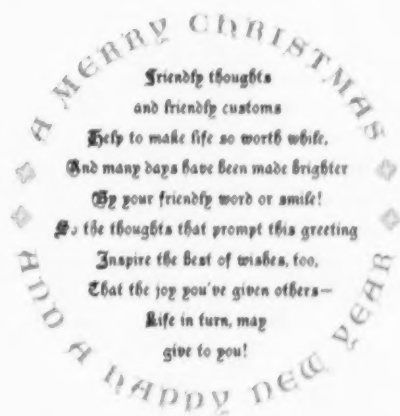 A MERRY CHRISTMAS
Friendly thoughts
and friendly customs
Help to make life so worth while,
And many days have been made brighter
By your friendly word or smile!
So the thoughts that prompt this greeting
Inspire the best of wishes, too,
That the joy you've given others—
Life in turn, may
give to you!
AND A HAPPY NEW YEAR